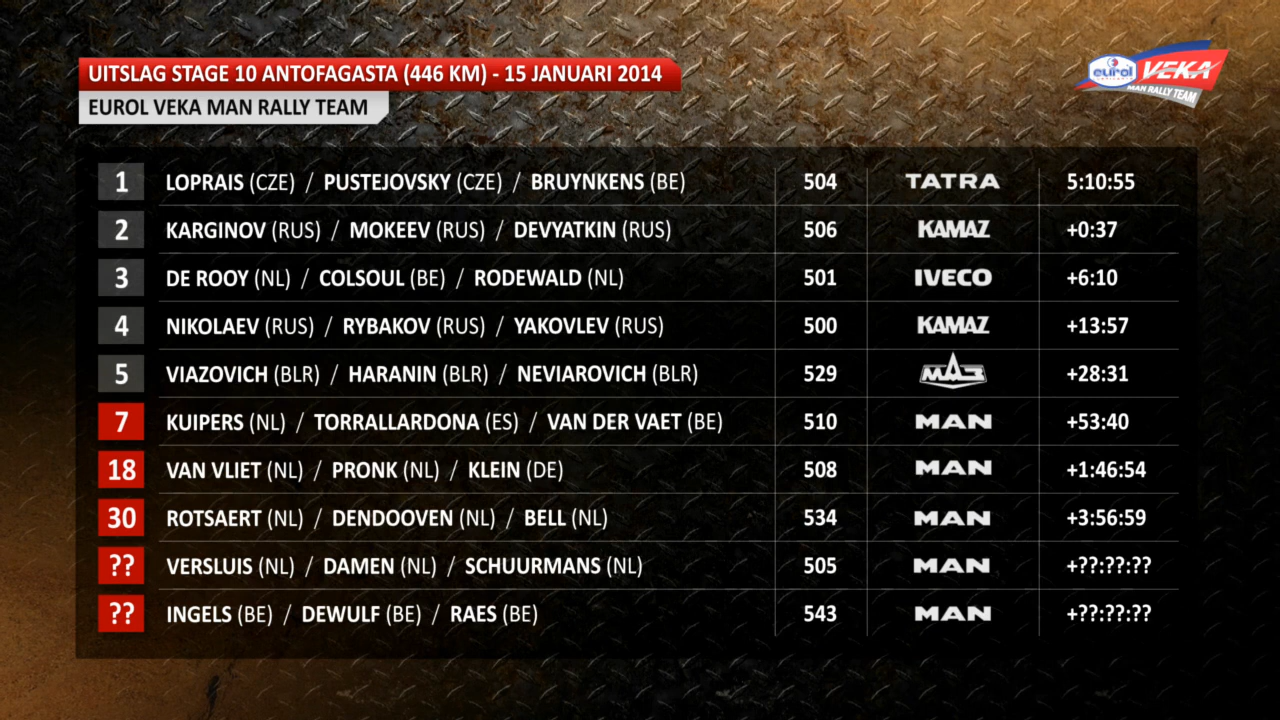 UITSLAG STAGE 10 ANTOFAGASTA (446 KM) - 15 JANUARI 2014
EUROL VEKA MAN RALLY TEAM
eurol VEKA
MAN RALLY TEAM
1 LOPRAIS (CZE) / PUSTEJOVSKY (CZE) / BRUYNKENS (BE) 504 TATRA 5:10:55
2 KARGINOV (RUS) / MOKEEV (RUS) / DEVYATKIN (RUS) 506 KAMAZ +0:37
3 DE ROOY (NL) / COLSOUL (BE) / RODEWALD (NL) 501 IVECO +6:10
4 NIKOLAEV (RUS) / RYBAKOV (RUS) / YAKOVLEV (RUS) 500 KAMAZ +13:57
5 VIAZOVICH (BLR) / HARANIN (BLR) / NEVIAROVICH (BLR) 529 МАЗ +28:31
7 KUIPERS (NL) / TORRALLARDONA (ES) / VAN DER VAET (BE) 510 MAN +53:40
18 VAN VLIET (NL) / PRONK (NL) / KLEIN (DE) 508 MAN +1:46:54
30 ROTSAERT (NL) / DENDOOVEN (NL) / BELL (NL) 534 MAN +3:56:59
?? VERSLUIS (NL) / DAMEN (NL) / SCHUURMANS (NL) 505 MAN +??:??:??
?? INGELS (BE) / DEWULF (BE) / RAES (BE) 543 MAN +??:??:??